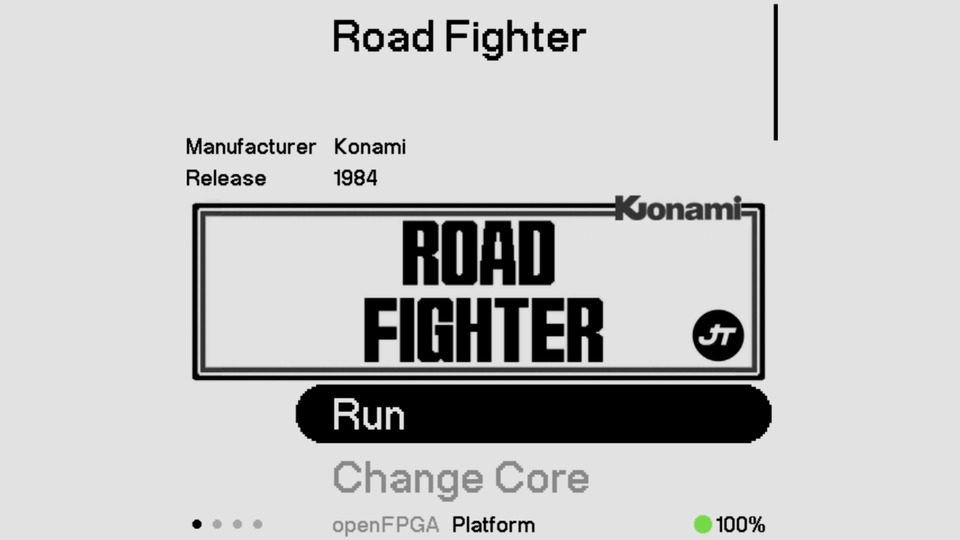 Road Fighter
Manufacturer Konami
Release 1984
Konami
ROAD
FIGHTER
JT
Run
Change Core
openFPGA Platform 100%